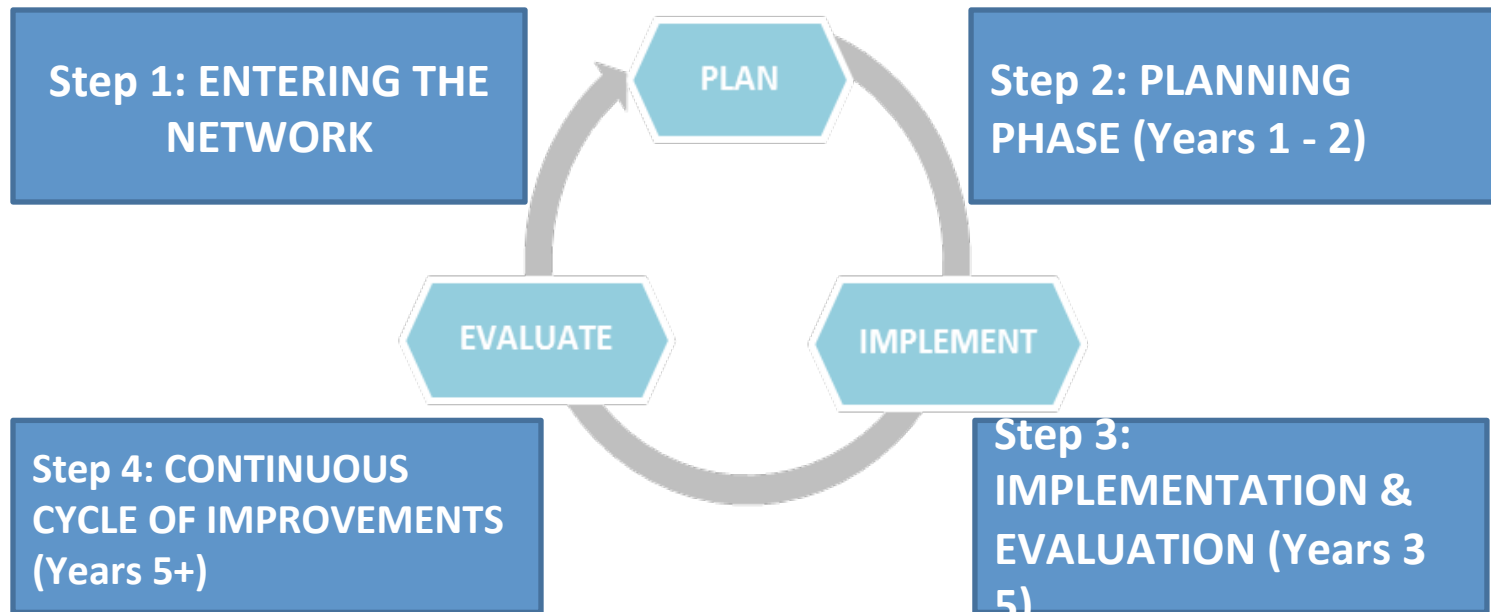 Step 1: ENTERING THE
NETWORK
PLAN
Step 2: PLANNING
PHASE (Years 1 - 2)
EVALUATE
IMPLEMENT
Step 4: CONTINUOUS
CYCLE OF IMPROVEMENTS
(Years 5+)
Step 3:
IMPLEMENTATION &
EVALUATION (Years 3
5)